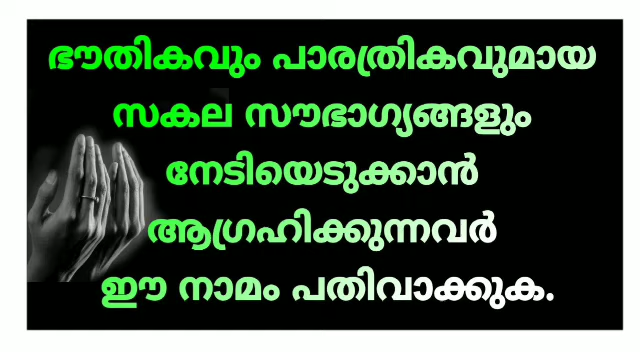 ഭൗതികവും പാരത്രികവുമായ
സകല സൗഭാഗ്യങ്ങളും
നേടിയെടുക്കാൻ
ആഗ്രഹിക്കുന്നവർ
ഈ നാമം പതിവാക്കുക.